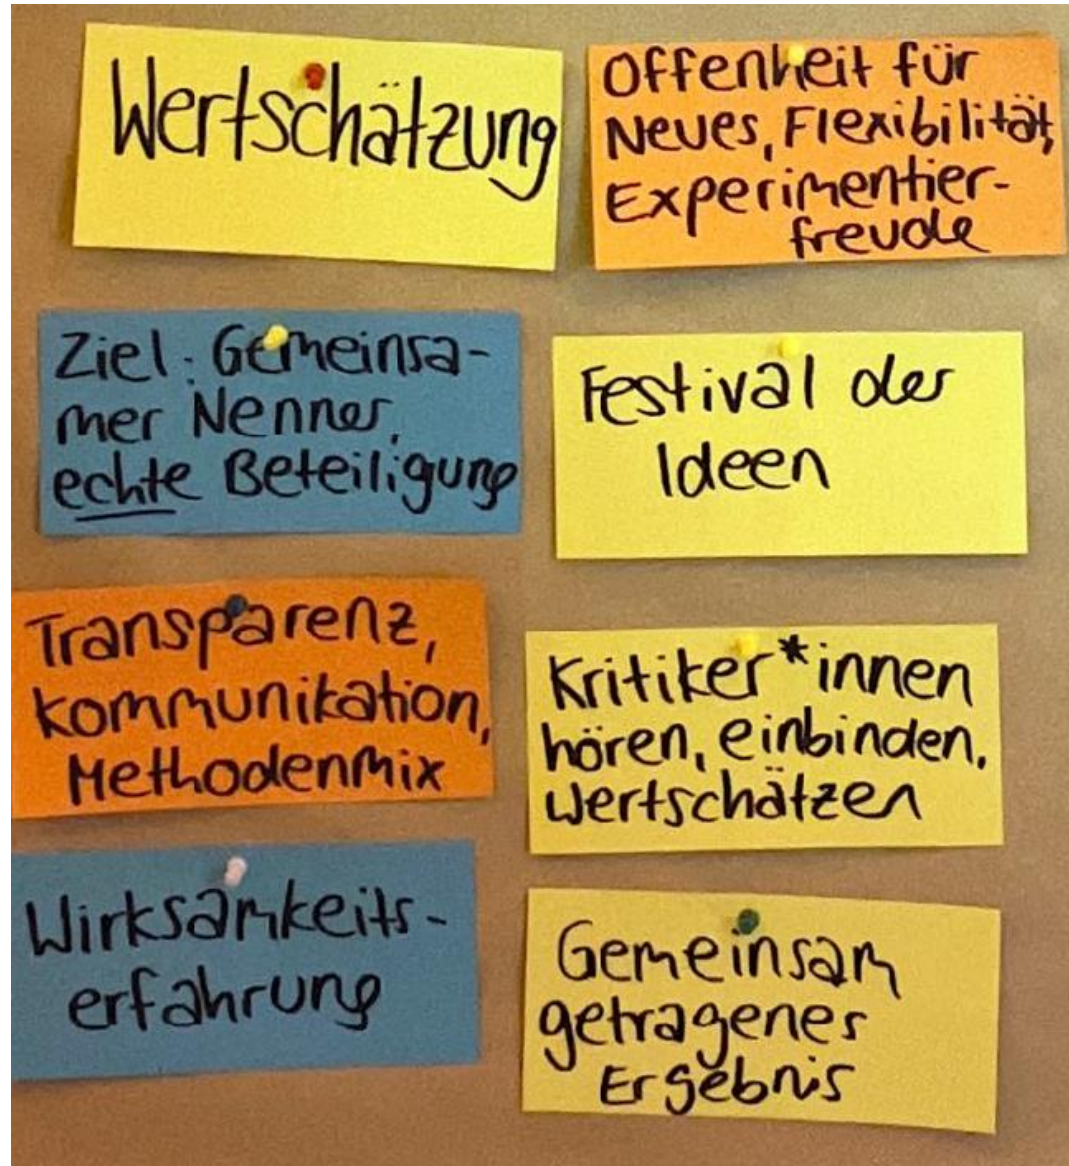 Wertschätzung
Offenheit für
Neues, Flexibilität,
Experimentier-
freude
Ziel: Gemeinsa-
mer Nenner,
echte Beteiligung
Festival der
Ideen
Transparenz,
Kommunikation,
Methodenmix
Kritiker*innen
hören, einbinden,
wertschätzen
Wirksamkeits-
erfahrung
Gemeinsam
getragenes
Ergebnis